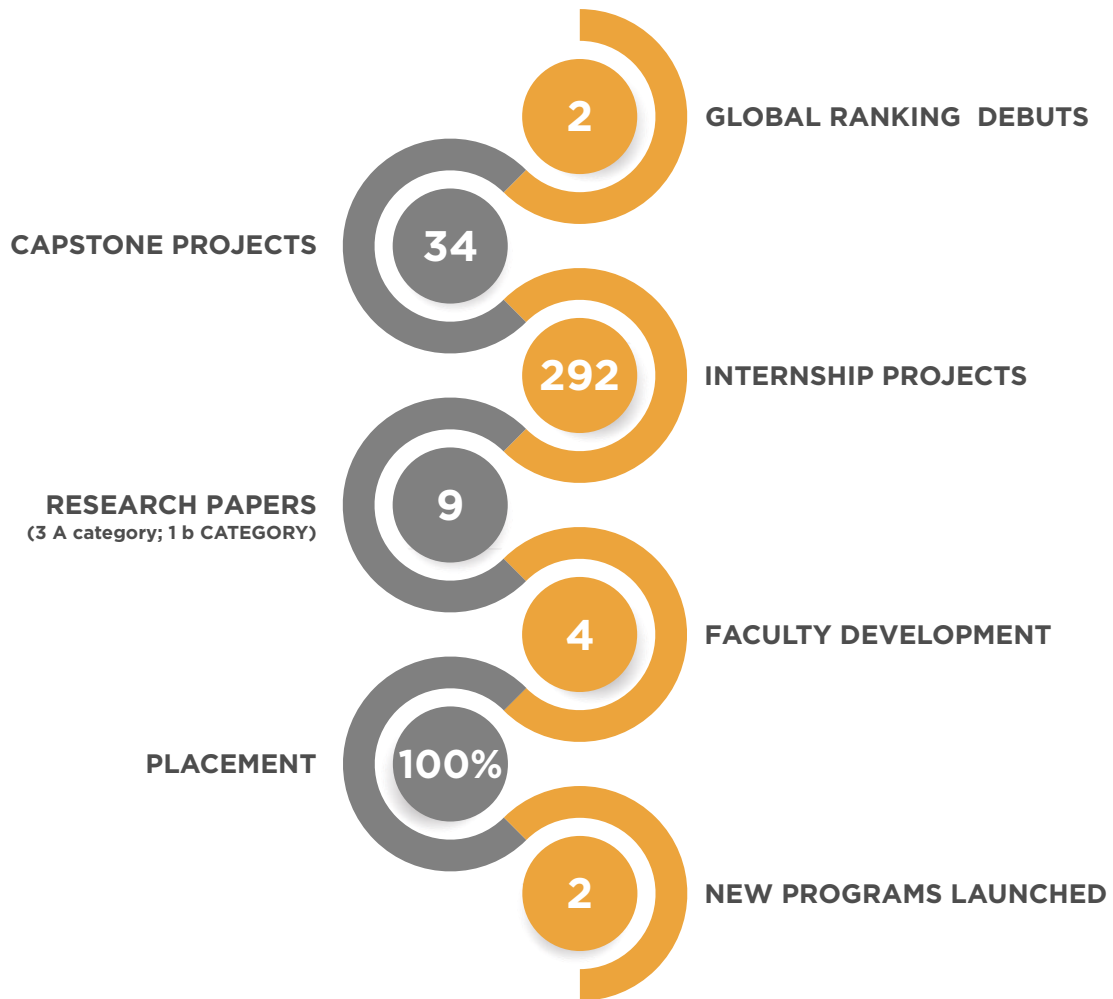 2
GLOBAL RANKING  DEBUTS
CAPSTONE PROJECTS
34
292
INTERNSHIP PROJECTS
RESEARCH PAPERS
(3 A category; 1 b CATEGORY)
9
4
FACULTY DEVELOPMENT
PLACEMENT
100%
2
NEW PROGRAMS LAUNCHED